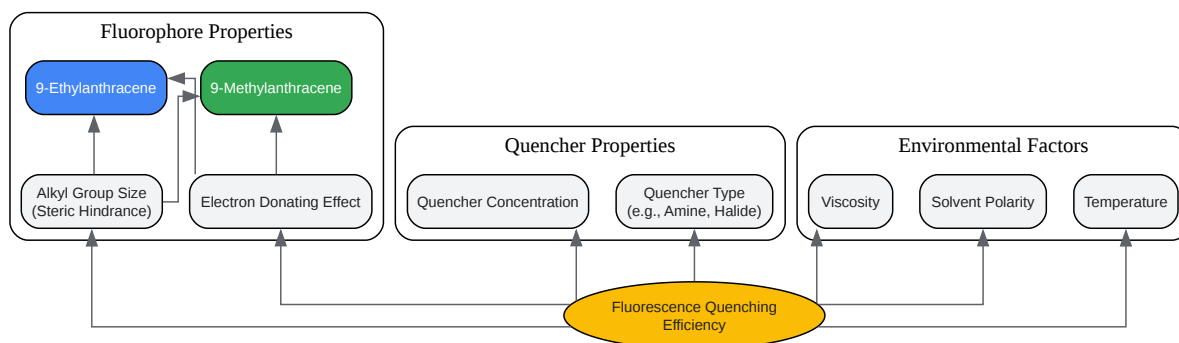 Fluorophore Properties
9-Ethylanthracene
9-Methylanthracene
Alkyl Group Size
(Steric Hindrance)
Electron Donating Effect
Quencher Properties
Quencher Concentration
Quencher Type
(e.g., Amine, Halide)
Environmental Factors
Viscosity
Solvent Polarity
Temperature
Fluorescence Quenching
Efficiency